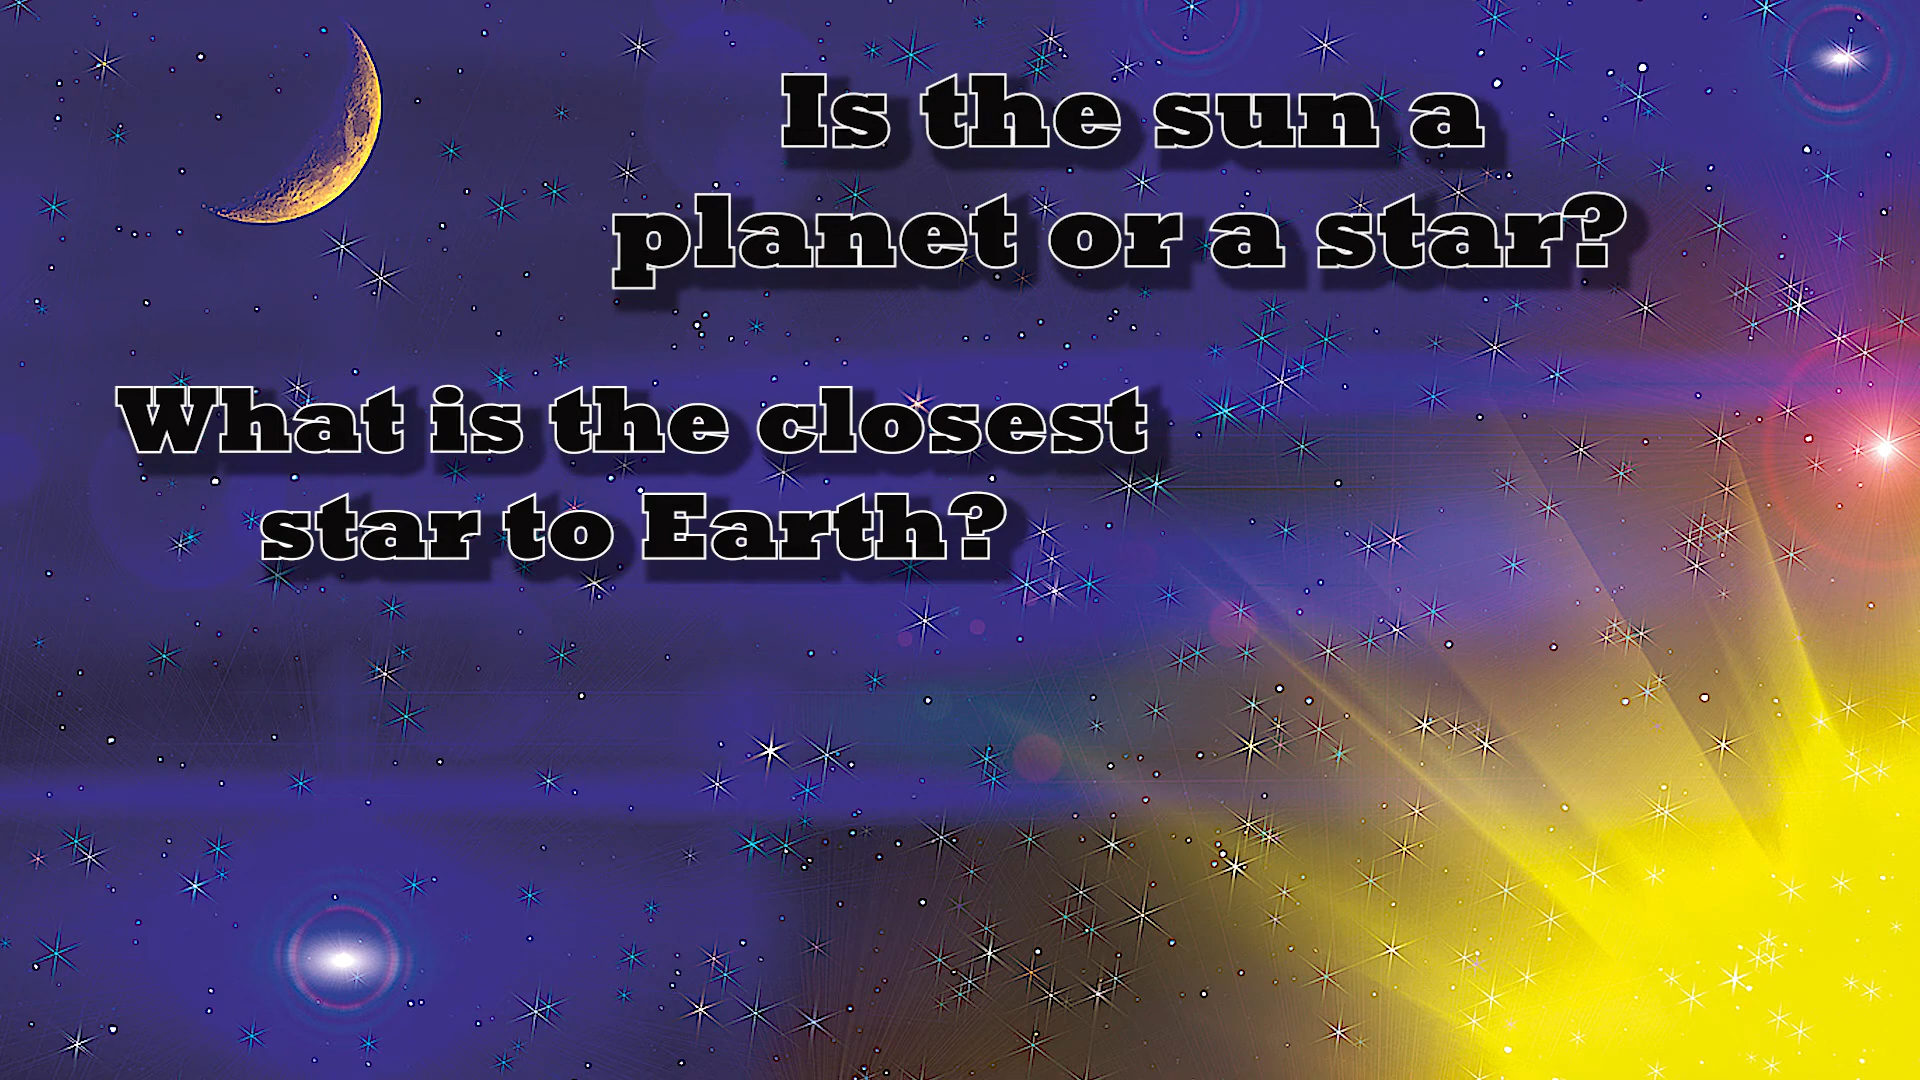 Is the sun a
planet or a star?
What is the closest
star to Earth?